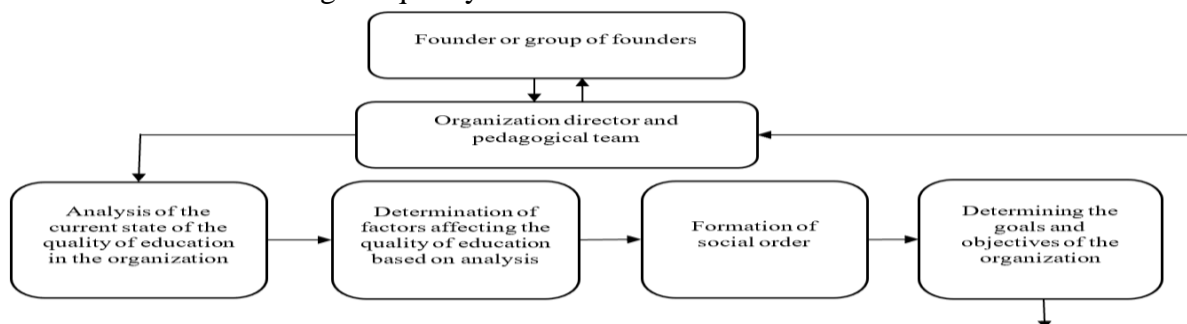 Founder or group of founders
Organization director and
pedagogical team
Analysis of the
current state of the
quality of education
in the organization
Determination of
factors affecting the
quality of education
based on analysis
Formation of
social order
Determining the
goals and
objectives of the
organization